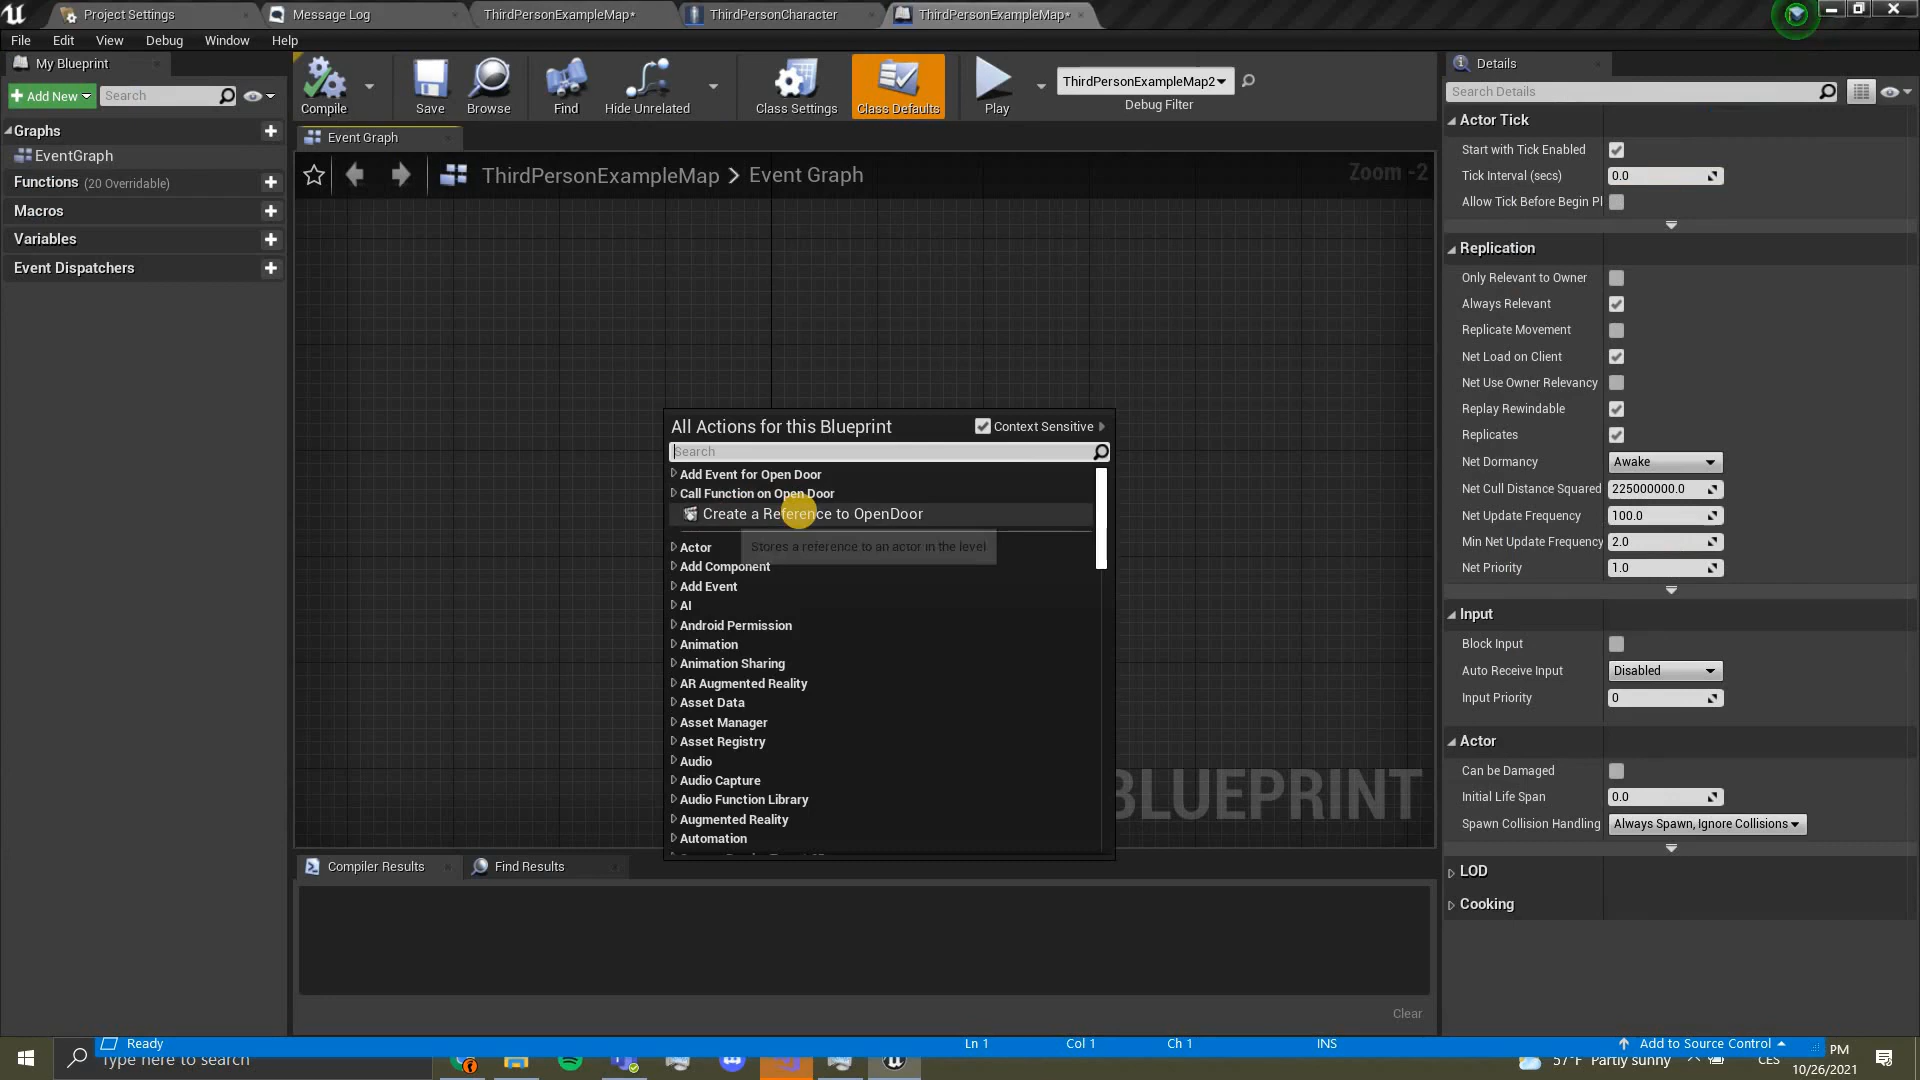 Project Settings
Message Log
ThirdPersonExampleMap*
ThirdPersonCharacter
ThirdPersonExampleMap*
File Edit View Debug Window Help
My Blueprint
Add New
Search
Graphs
EventGraph
Functions (20 Overridable)
Macros
Variables
Event Dispatchers
Compile
Save
Browse
Find
Hide Unrelated
Class Settings
Class Defaults
Play
ThirdPersonExampleMap2
Debug Filter
Event Graph
ThirdPersonExampleMap > Event Graph
Zoom -2
All Actions for this Blueprint
Context Sensitive
Search
Add Event for Open Door
Call Function on Open Door
Create a Reference to OpenDoor
Stores a reference to an actor in the level
Actor
Add Component
Add Event
AI
Android Permission
Animation
Animation Sharing
AR Augmented Reality
Asset Data
Asset Manager
Asset Registry
Audio
Audio Capture
Audio Function Library
Augmented Reality
Automation
BLUEPRINT
Compiler Results
Find Results
Clear
Details
Search Details
Actor Tick
Start with Tick Enabled
Tick Interval (secs) 0.0
Allow Tick Before Begin Pl
Replication
Only Relevant to Owner
Always Relevant
Replicate Movement
Net Load on Client
Net Use Owner Relevancy
Replay Rewindable
Replicates
Net Dormancy Awake
Net Cull Distance Squared 225000000.0
Net Update Frequency 100.0
Min Net Update Frequency 2.0
Net Priority 1.0
Input
Block Input
Auto Receive Input Disabled
Input Priority 0
Actor
Can be Damaged
Initial Life Span 0.0
Spawn Collision Handling Always Spawn, Ignore Collisions
LOD
Cooking
Ready
Ln 1 Col 1 Ch 1 INS
Add to Source Control
Type here to search
57°F Partly sunny
PM
10/26/2021